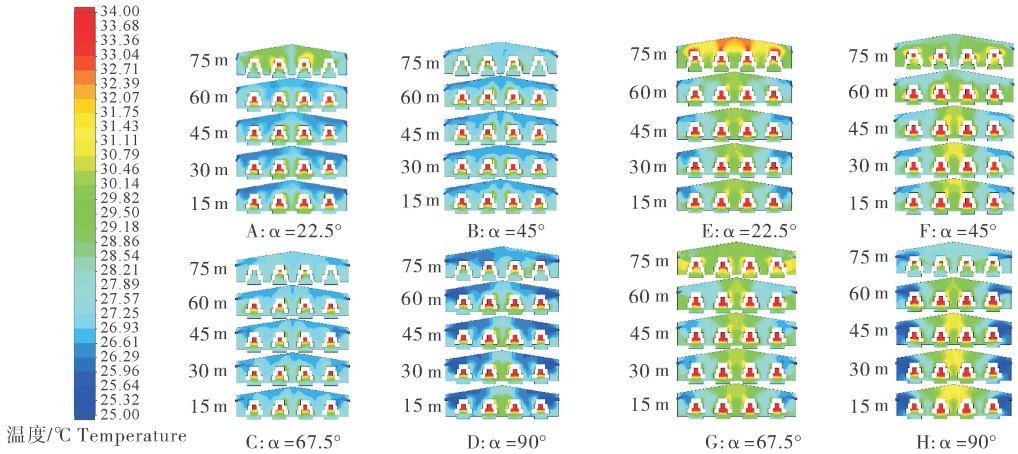 34.00
33.68
33.36
33.04
32.71
32.39
32.07
31.75
31.43
31.11
30.79
30.46
30.14
29.82
29.50
29.18
28.86
28.54
28.21
27.89
27.57
27.25
26.93
26.61
26.29
25.96
25.64
25.32
25.00
温度/℃ Temperature
75 m
60 m
45 m
30 m
15 m
A: α=22.5°
75 m
60 m
45 m
30 m
15 m
B: α=45°
75 m
60 m
45 m
30 m
15 m
E: α=22.5°
75 m
60 m
45 m
30 m
15 m
F: α=45°
75 m
60 m
45 m
30 m
15 m
C: α=67.5°
75 m
60 m
45 m
30 m
15 m
D: α=90°
75 m
60 m
45 m
30 m
15 m
G: α=67.5°
75 m
60 m
45 m
30 m
15 m
H: α=90°